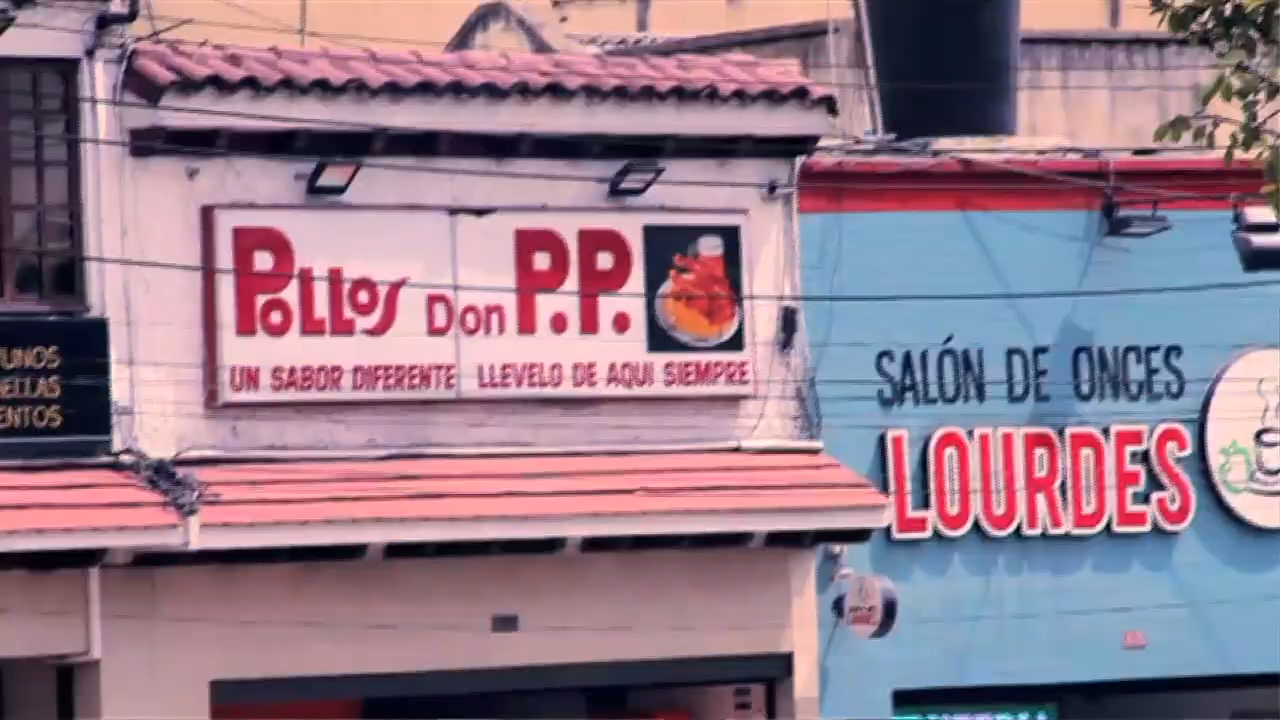 Pollos Don P.P.
UN SABOR DIFERENTE LLEVELO DE AQUI SIEMPRE
SALÓN DE ONCES
LOURDES